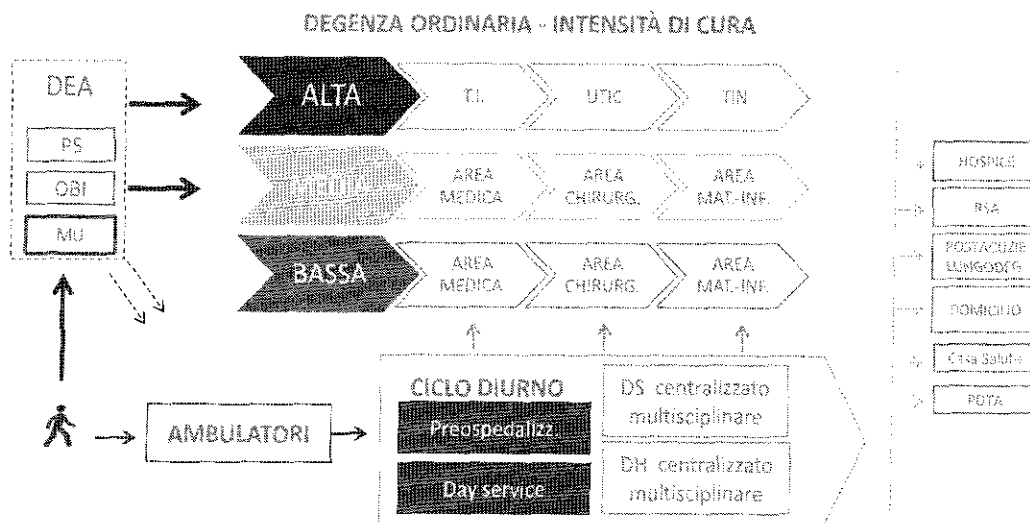 DEGENZA ORDINARIA - INTENSITÀ DI CURA
DEA
PS
OBI
MU
ALTA
T.I.
UTIC
TIN
MEDIA
AREA
MEDICA
AREA
CHIRURG.
AREA
MAT.-INF.
BASSA
AREA
MEDICA
AREA
CHIRURG.
AREA
MAT.-INF.
HOSPICE
RSA
POSTACUZIE
LUNGODEG.
DOMICILIO
Casa Salute
PDTA
AMBULATORI
CICLO DIURNO
Preospedalizz.
Day service
DS centralizzato
multisciplinare
DH centralizzato
multisciplinare